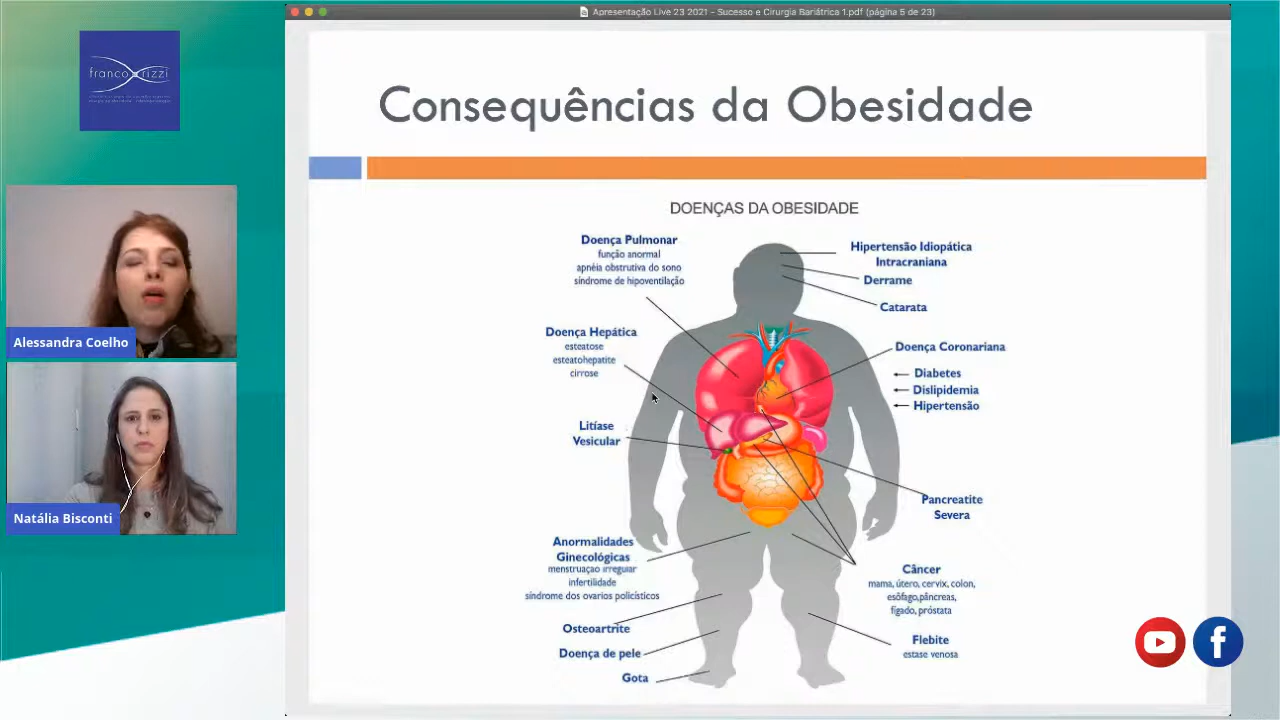 Apresentação Live 23 2021 - Sucesso e Cirurgia Bariátrica 1.pdf (página 5 de 23)
franco rizzi
Consequências da Obesidade
DOENÇAS DA OBESIDADE
Doença Pulmonar
função anormal
apnéia obstrutiva do sono
síndrome de hipoventilação
Hipertensão Idiopática
Intracraniana
Derrame
Catarata
Doença Hepática
esteatose
esteatohepatite
cirrose
Doença Coronariana
Diabetes
Dislipidemia
Hipertensão
Litíase
Vesicular
Pancreatite
Severa
Anormalidades
Ginecológicas
menstruação irregular
infertilidade
síndrome dos ovarios policísticos
Câncer
mama, útero, cervix, colon,
esôfago,pâncreas,
fígado, próstata
Osteoartrite
Doença de pele
Gota
Flebite
estase venosa
Alessandra Coelho
Natália Bisconti
f